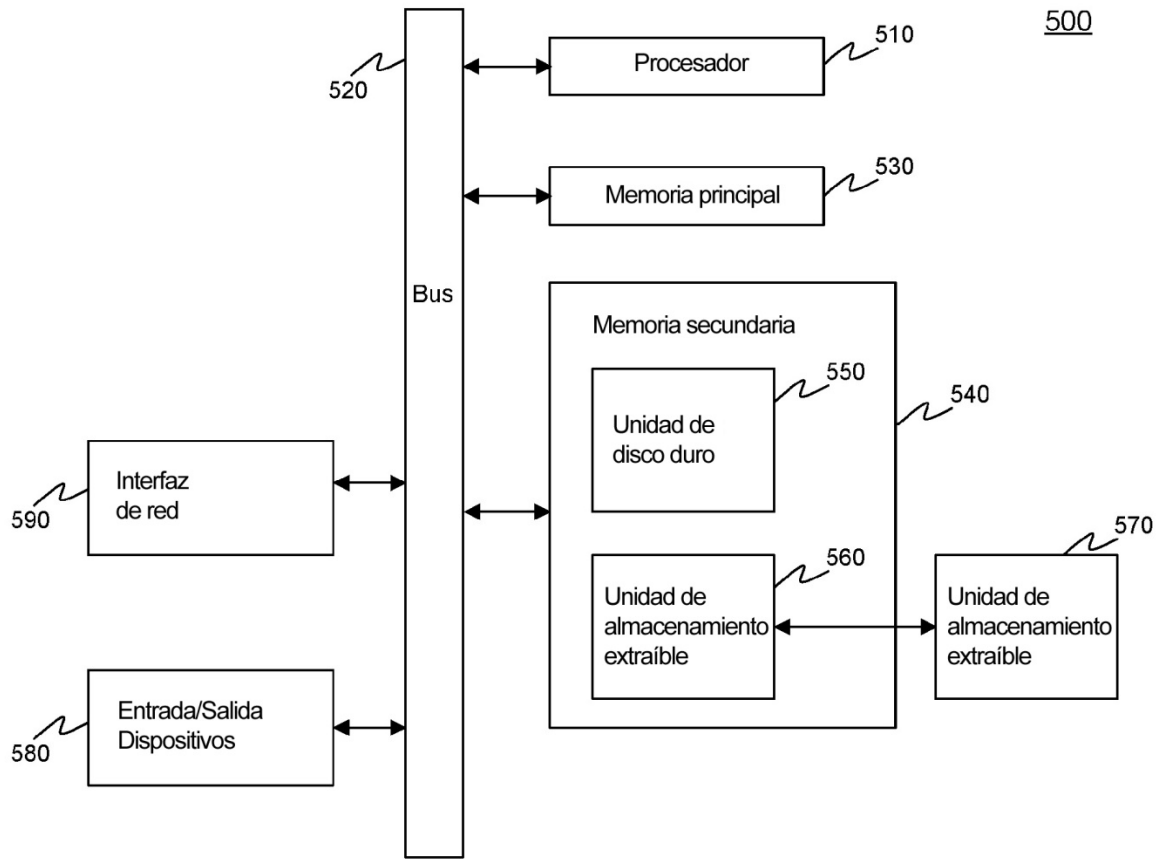 500
510
Procesador
520
530
Memoria principal
Bus
Memoria secundaria
550
540
Unidad de
disco duro
Interfaz
de red
590
570
560
Unidad de
almacenamiento
extraíble
Unidad de
almacenamiento
extraíble
Entrada/Salida
Dispositivos
580